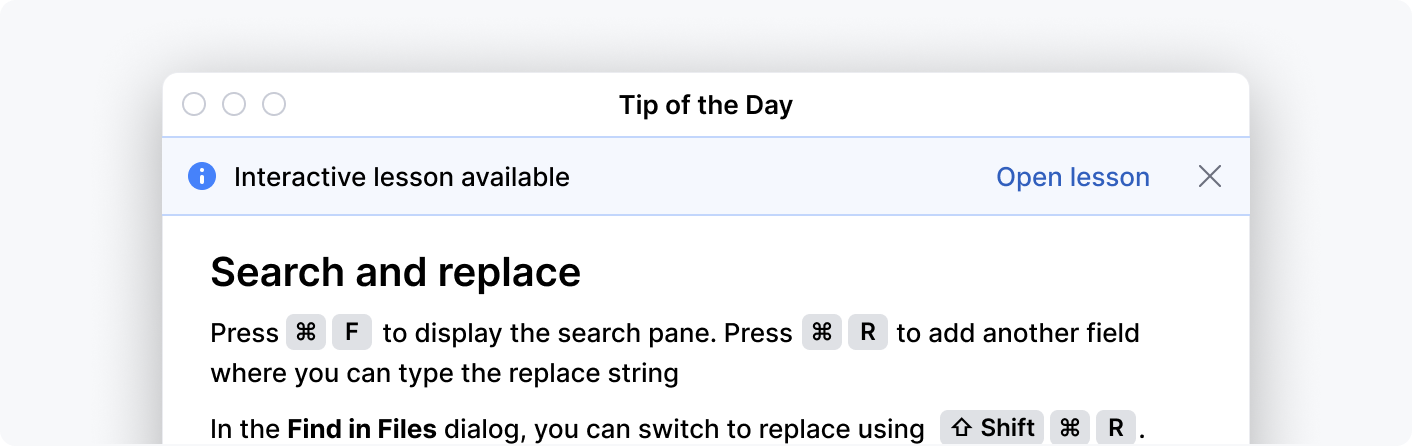 Tip of the Day
Interactive lesson available Open lesson
Search and replace
Press ⌘ F to display the search pane. Press ⌘ R to add another field
where you can type the replace string
In the Find in Files dialog, you can switch to replace using ⇧ Shift ⌘ R.